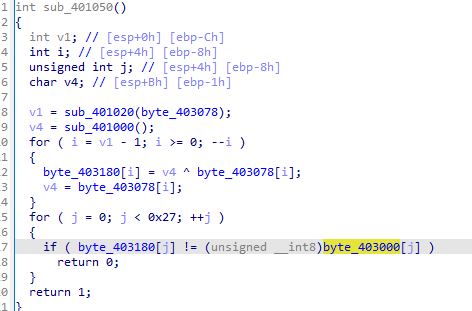 1 int sub_401050()
2 {
3 int v1; // [esp+0h] [ebp-Ch]
4 int i; // [esp+4h] [ebp-8h]
5 unsigned int j; // [esp+4h] [ebp-8h]
6 char v4; // [esp+Bh] [ebp-1h]
7
8 v1 = sub_401020(byte_403078);
9 v4 = sub_401000();
0 for ( i = v1 - 1; i >= 0; --i )
1 {
2 byte_403180[i] = v4 ^ byte_403078[i];
3 v4 = byte_403078[i];
4 }
5 for ( j = 0; j < 0x27; ++j )
6 {
7 if ( byte_403180[j] != (unsigned __int8)byte_403000[j] )
8 return 0;
9 }
0 return 1;
1 }